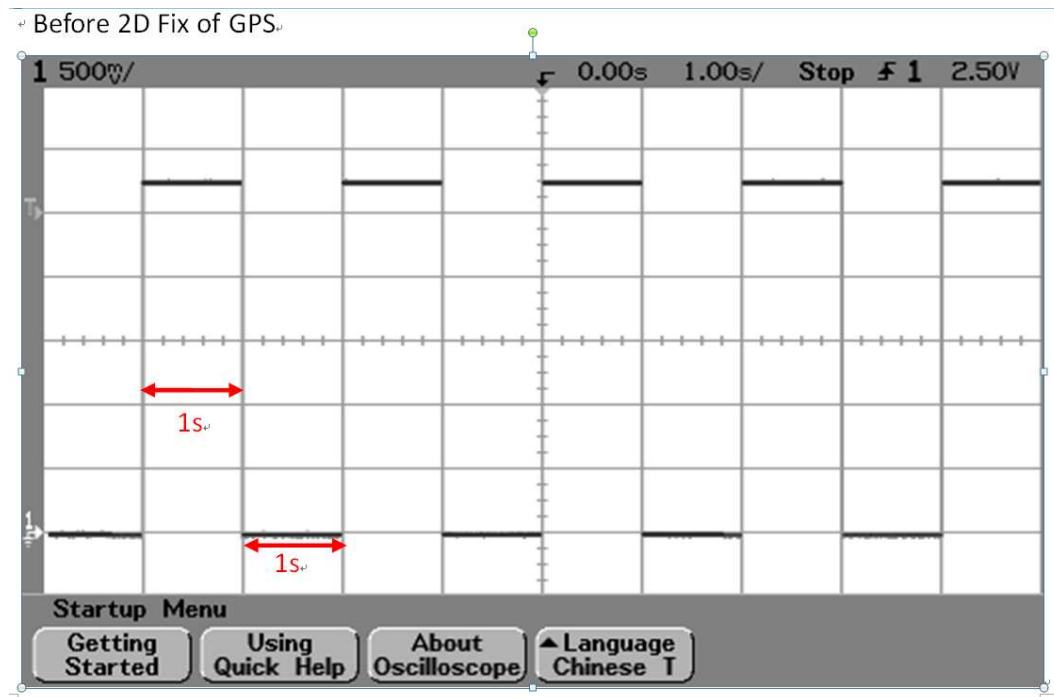 Before 2D Fix of GPS
1 500mV/ 0.00s 1.00s/ Stop 1 2.50V
T
1s
1
1s
Startup Menu
Getting Started
Using Quick Help
About Oscilloscope
Language Chinese T